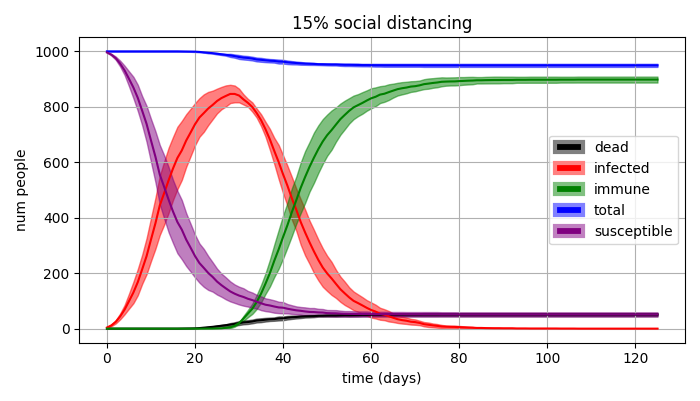 15% social distancing
num people
1000
800
600
400
200
0
dead
infected
immune
total
susceptible
0 20 40 60 80 100 120
time (days)